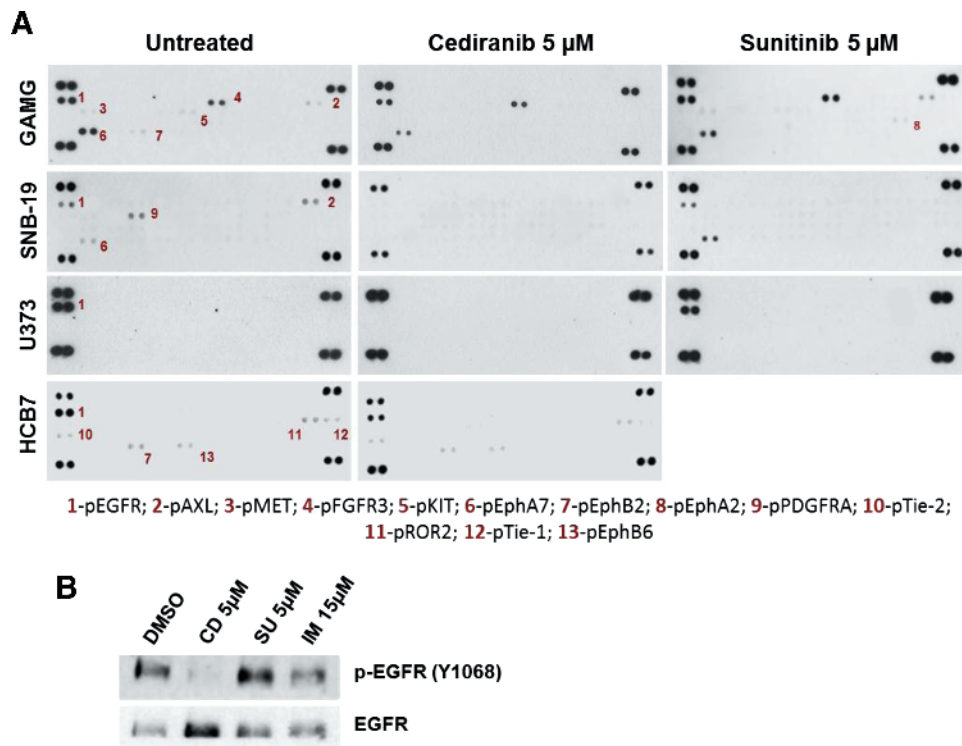 A
Untreated
Cediranib 5 µM
Sunitinib 5 µM
GAMG
1
3
4
2
5
6
7
8
SNB-19
1
9
2
6
U373
1
HCB7
1
10
11
12
7
13
1-pEGFR; 2-pAXL; 3-pMET; 4-pFGFR3; 5-pKIT; 6-pEphA7; 7-pEphB2; 8-pEphA2; 9-pPDGFRA; 10-pTie-2;
11-pROR2; 12-pTie-1; 13-pEphB6
B
DMSO
CD 5µM
SU 5µM
IM 15µM
p-EGFR (Y1068)
EGFR